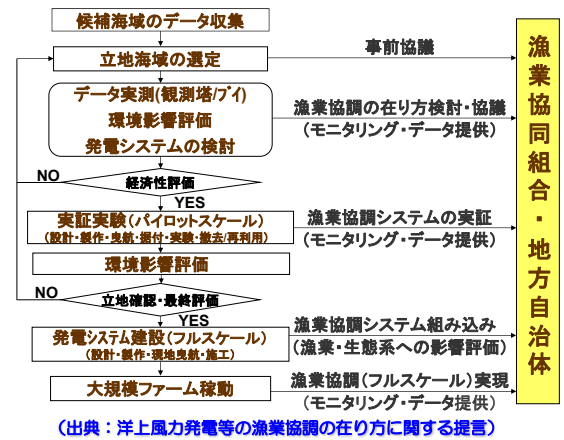 候補海域のデータ収集
立地海域の選定
事前協議
データ実測(観測塔/ブイ)
環境影響評価
発電システムの検討
漁業協調の在り方検討・協議
(モニタリング・データ提供)
NO
経済性評価
YES
実証実験(パイロットスケール)
(設計・製作・曳航・据付・実験・撤去/再利用)
漁業協調システムの実証
(モニタリング・データ提供)
環境影響評価
NO
立地確認・最終評価
YES
発電システム建設(フルスケール)
(設計・製作・現地曳航・施工)
漁業協調システム組み込み
(漁業・生態系への影響評価)
大規模ファーム稼動
漁業協調(フルスケール)実現
(モニタリング・データ提供)
漁業協同組合・地方自治体
(出典:洋上風力発電等の漁業協調の在り方に関する提言)